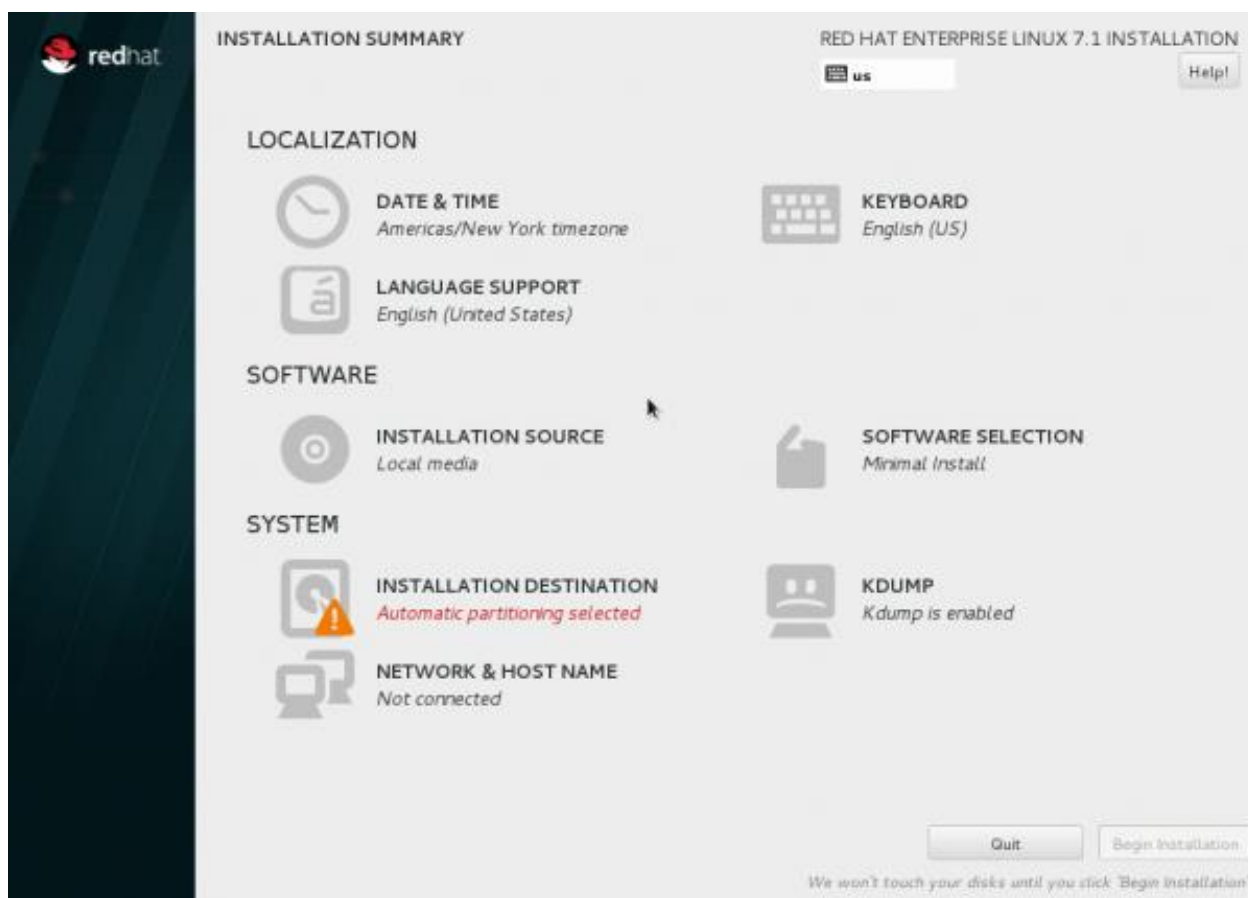 redhat
INSTALLATION SUMMARY
RED HAT ENTERPRISE LINUX 7.1 INSTALLATION
us
Help!
LOCALIZATION
DATE & TIME
Americas/New York timezone
KEYBOARD
English (US)
á
LANGUAGE SUPPORT
English (United States)
SOFTWARE
INSTALLATION SOURCE
Local media
SOFTWARE SELECTION
Minimal Install
SYSTEM
INSTALLATION DESTINATION
Automatic partitioning selected
KDUMP
Kdump is enabled
NETWORK & HOST NAME
Not connected
Quit
Begin Installation
We won't touch your disks until you click 'Begin Installation'